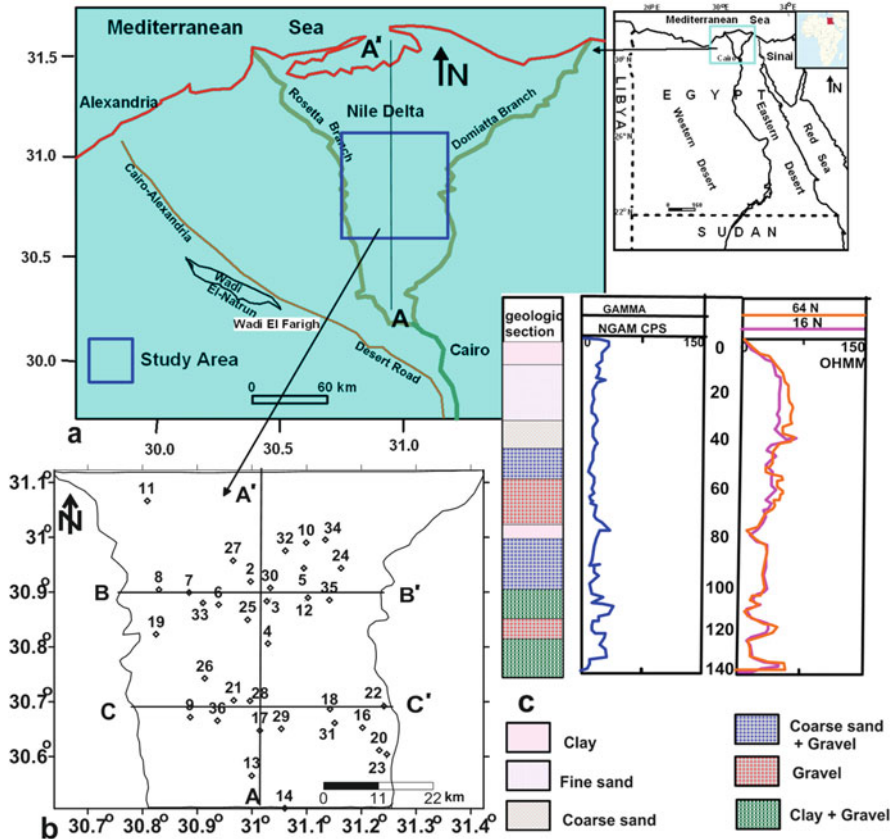 Mediterranean Sea
31.5
A'
N
Alexandria
Nile Delta
Rosetta Branch
Domiatta Branch
31.0
Cairo-Alexandria
30.5
Wadi
El-Natrun
Wadi El Farigh
A
Cairo
30.0
Study Area
Desert Road
0 60 km
a
30.0 30.5 31.0
Mediterranean Sea
Cairo
Sinai
N
LIBYA
EGYPT
26°N
Western Desert
Eastern Desert
Red Sea
22°N
SUDAN
geologic
section
GAMMA
NGAM CPS
0 150
64 N
16 N
0 150
OHMM
0
20
40
60
80
100
120
140
31.1°
N
A'
11
31°
32 10 34
27
2 30 5 24
30.9°
B 8 7 B'
33 6 25 3 12 35
30.8°
19
4
26
30.7°
C 21 28 18 22 C'
9 36 17 29 31 16
30.6°
20
13 23
A 14
0 11 22 km
b
30.7° 30.8° 30.9° 31° 31.1° 31.2° 31.3° 31.4°
c
Clay
Fine sand
Coarse sand
Coarse sand
+ Gravel
Gravel
Clay + Gravel